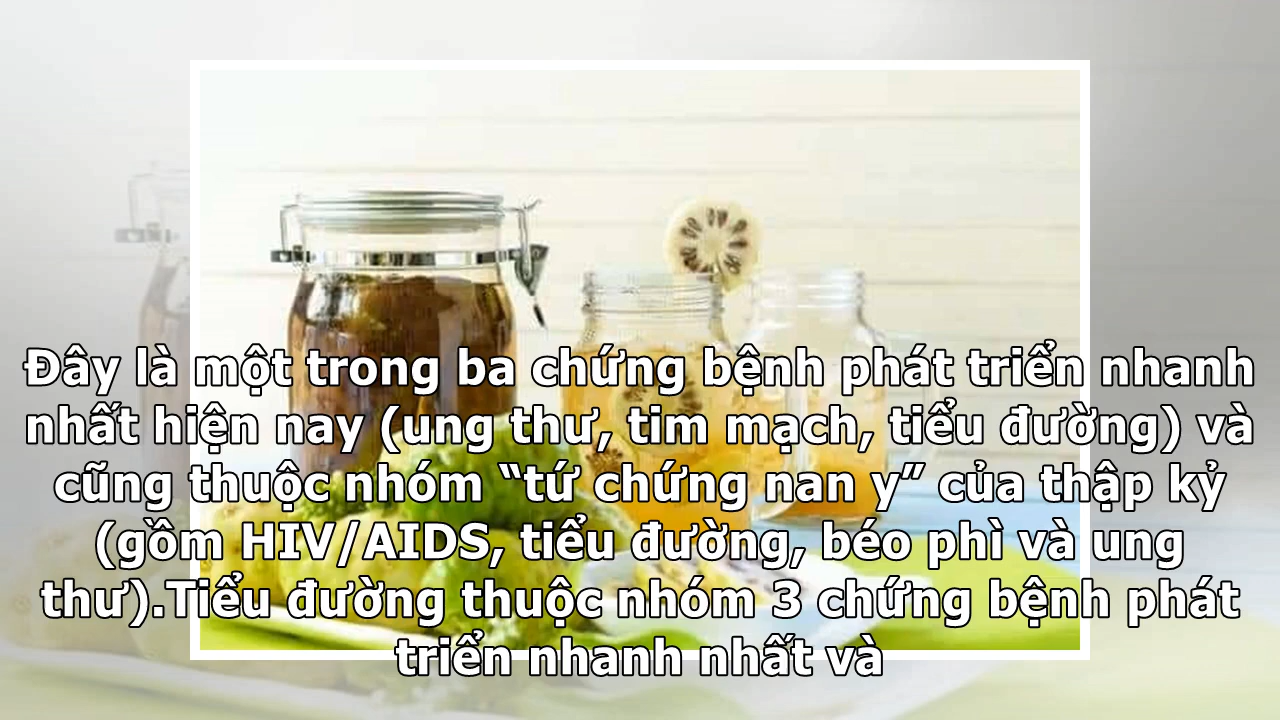 Đây là một trong ba chứng bệnh phát triển nhanh
nhất hiện nay (ung thư, tim mạch, tiểu đường) và
cũng thuộc nhóm “tứ chứng nan y” của thập kỷ
(gồm HIV/AIDS, tiểu đường, béo phì và ung
thư).Tiểu đường thuộc nhóm 3 chứng bệnh phát
triển nhanh nhất và